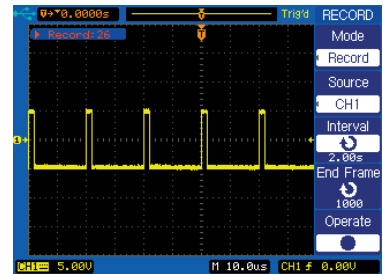 0.0000s
Trig'd
RECORD
Record:26
Mode
Record
Source
CH1
Interval
2.00s
End Frame
1000
Operate
CH1 5.00V
M 10.0us
CH1 0.00V